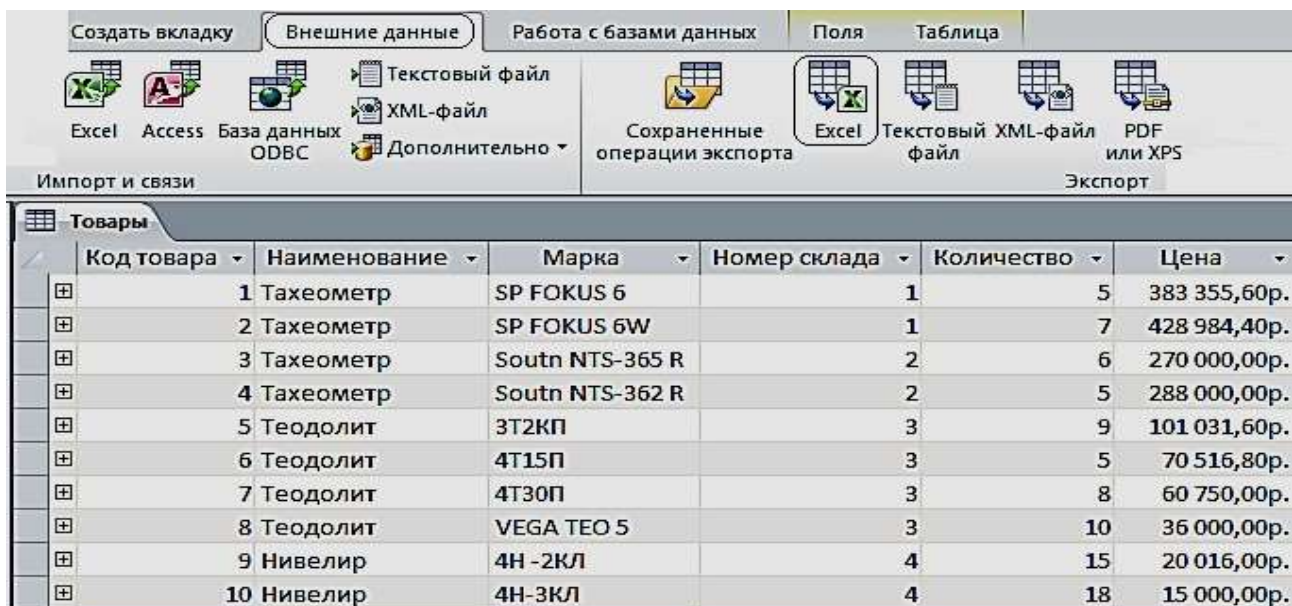 Создать вкладку Внешние данные Работа с базами данных Поля Таблица
Excel Access База данных ODBC Текстовый файл XML-файл Дополнительно Сохраненные операции экспорта Excel Текстовый файл XML-файл PDF или XPS
Импорт и связи Экспорт
Товары
Код товара Наименование Марка Номер склада Количество Цена
1 Тахеометр SP FOKUS 6 1 5 383 355,60р.
2 Тахеометр SP FOKUS 6W 1 7 428 984,40р.
3 Тахеометр Soutn NTS-365 R 2 6 270 000,00р.
4 Тахеометр Soutn NTS-362 R 2 5 288 000,00р.
5 Теодолит 3Т2КП 3 9 101 031,60р.
6 Теодолит 4Т15П 3 5 70 516,80р.
7 Теодолит 4Т30П 3 8 60 750,00р.
8 Теодолит VEGA TEO 5 3 10 36 000,00р.
9 Нивелир 4Н -2КЛ 4 15 20 016,00р.
10 Нивелир 4Н-3КЛ 4 18 15 000,00р.